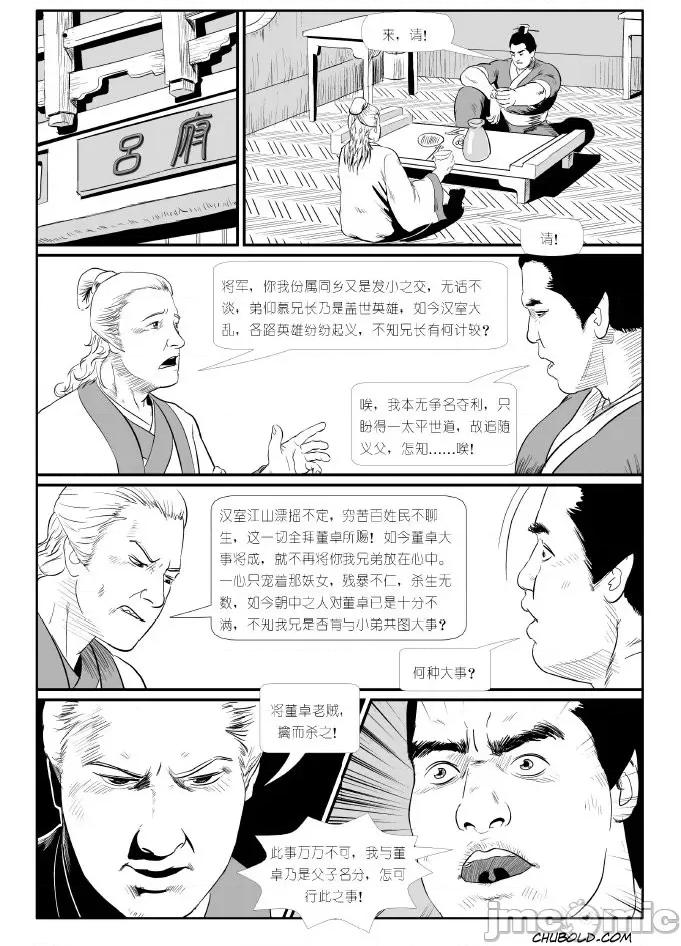 吕府
来，请！
请！
将军，你我份属同乡又是发小之交，无话不
谈，弟仰慕兄长乃是盖世英雄，如今汉室大
乱，各路英雄纷纷起义，不知兄长有何计较？
唉，我本无争名夺利，只
盼得一太平世道，故追随
义父，怎知……唉！
汉室江山漂摇不定，穷苦百姓民不聊
生，这一切全拜董卓所赐！如今董卓大
事将成，就不再将你我兄弟放在心中。
一心只宠着那妖女，残暴不仁，杀生无
数，如今朝中之人对董卓已是十分不
满，不知我兄是否肯与小弟共图大事？
何种大事？
将董卓老贼，
擒而杀之！
此事万万不可，我与董
卓乃是父子名分，怎可
行此之事！
jmcomic
CHUBOLD.COM